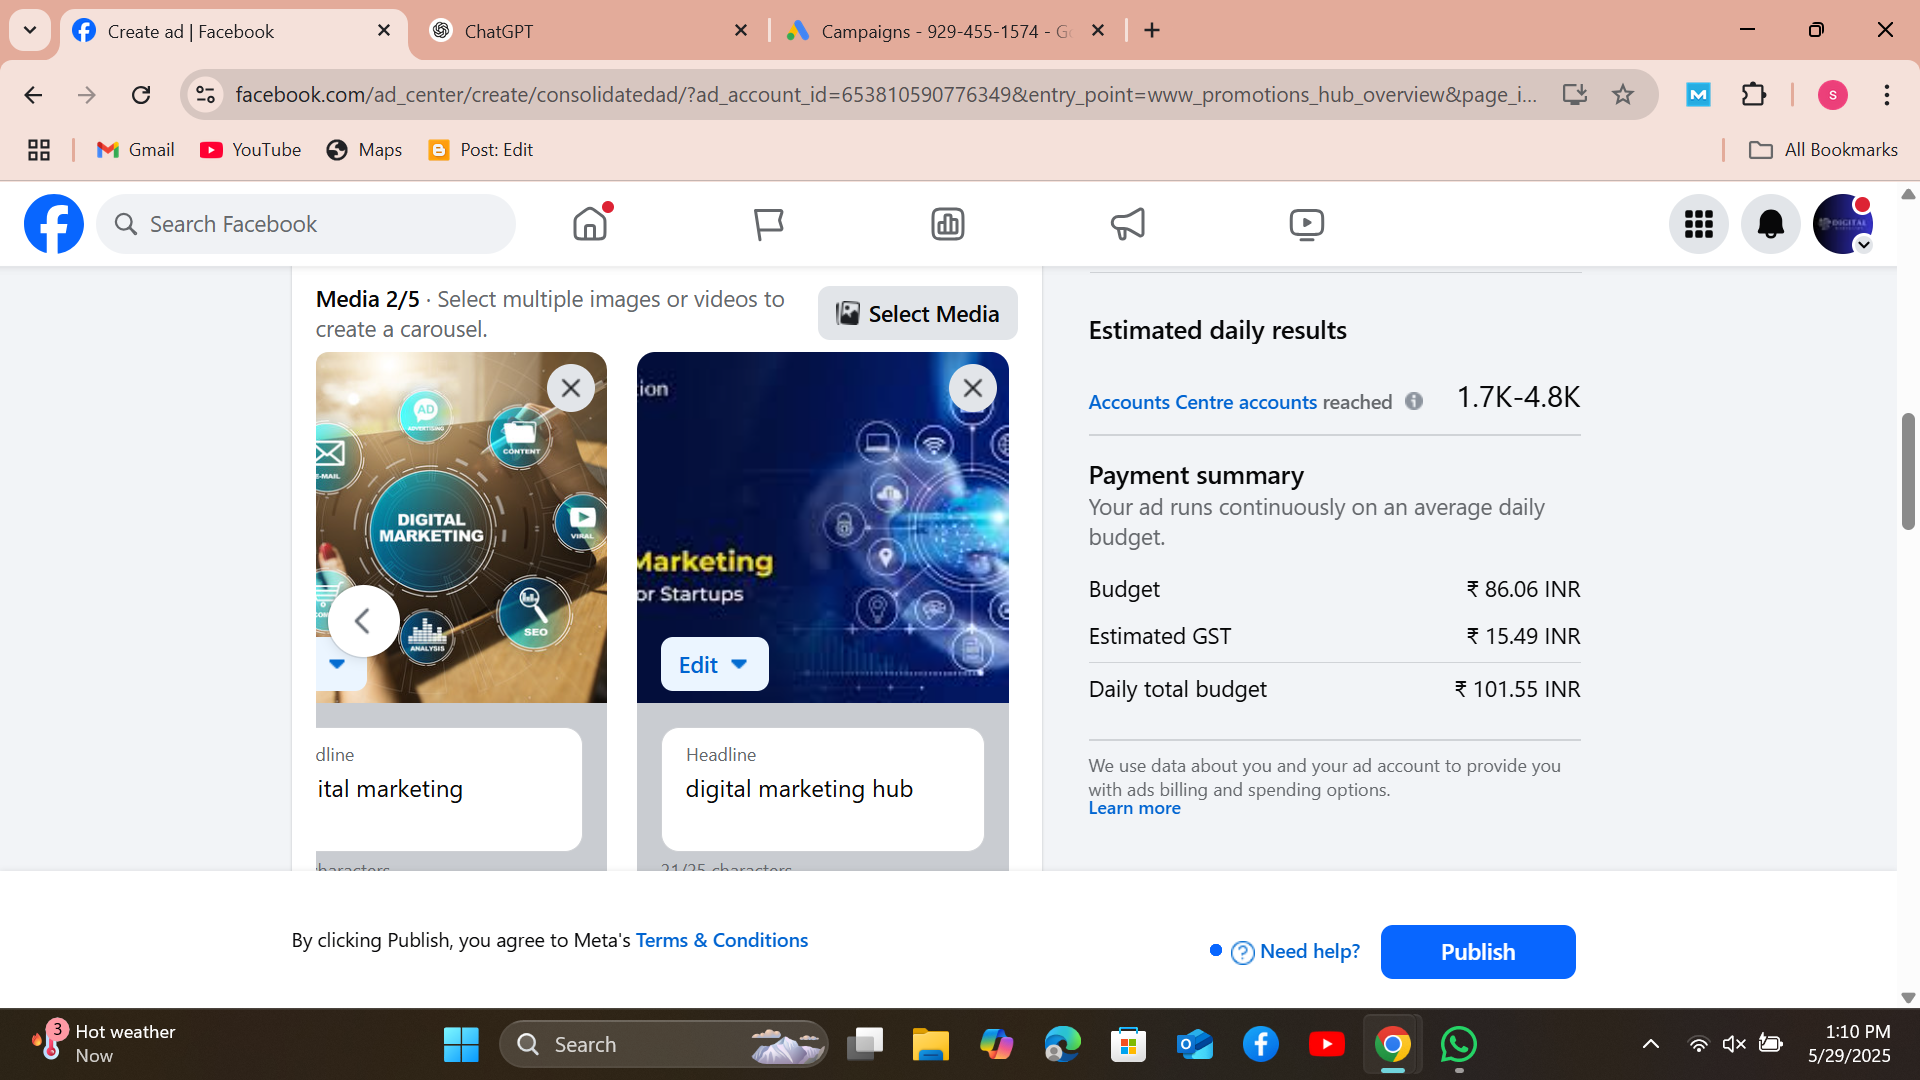 Create ad | Facebook
ChatGPT
Campaigns - 929-455-1574 - Go
facebook.com/ad_center/create/consolidatedad/?ad_account_id=653810590776349&entry_point=www_promotions_hub_overview&page_i...
M
s
Gmail
YouTube
Maps
Post: Edit
All Bookmarks
Search Facebook
DIGITAL
Media 2/5 · Select multiple images or videos to
create a carousel.
Select Media
AD
ADVERTISING
CONTENT
E-MAIL
DIGITAL
MARKETING
VIRAL
SEO
ANALYSIS
ion
Marketing
or Startups
Edit
dline
ital marketing
characters
Headline
digital marketing hub
21/25 characters
Estimated daily results
Accounts Centre accounts reached
1.7K-4.8K
Payment summary
Your ad runs continuously on an average daily
budget.
Budget
₹ 86.06 INR
Estimated GST
₹ 15.49 INR
Daily total budget
₹ 101.55 INR
We use data about you and your ad account to provide you
with ads billing and spending options.
Learn more
By clicking Publish, you agree to Meta's Terms & Conditions
Need help?
Publish
3
Hot weather
Now
Search
1:10 PM
5/29/2025